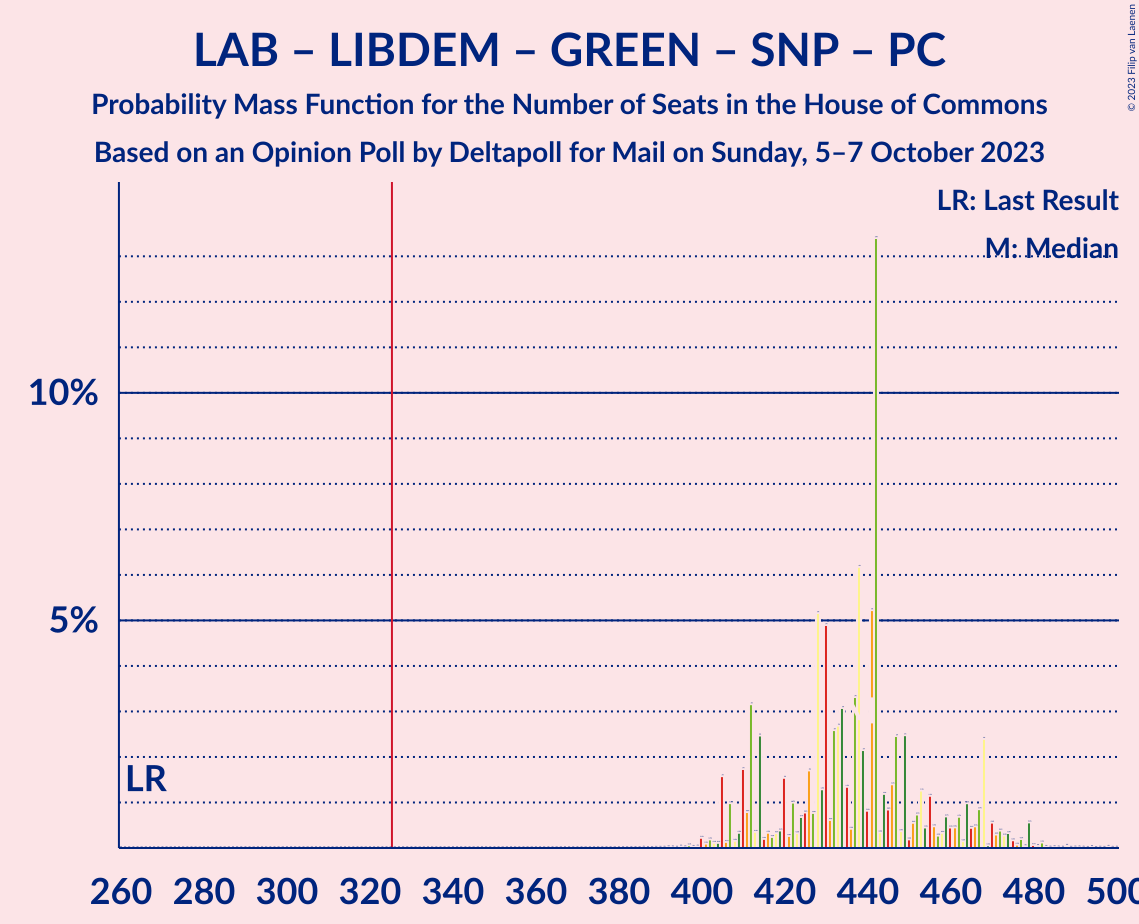 LAB – LIBDEM – GREEN – SNP – PC
Probability Mass Function for the Number of Seats in the House of Commons
Based on an Opinion Poll by Deltapoll for Mail on Sunday, 5–7 October 2023
© 2023 Filip van Laenen
LR: Last Result
M: Median
10%
5%
LR
260 280 300 320 340 360 380 400 420 440 460 480 500